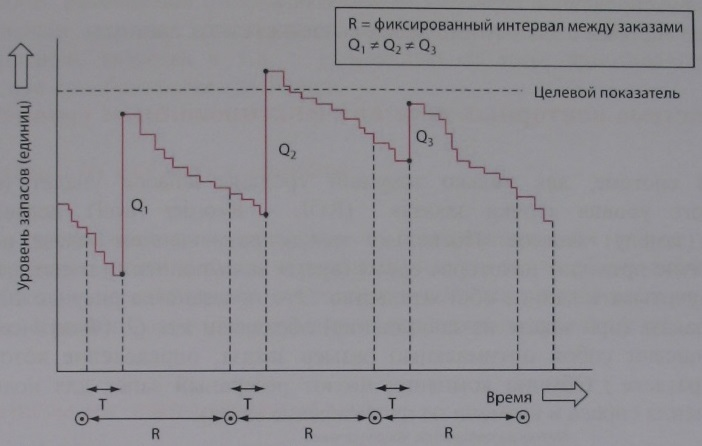 R = фиксированный интервал между заказами
Q₁ ≠ Q₂ ≠ Q₃
Уровень запасов (единиц)
Целевой показатель
Q₁
Q₂
Q₃
T
T
T
Время
R
R
R